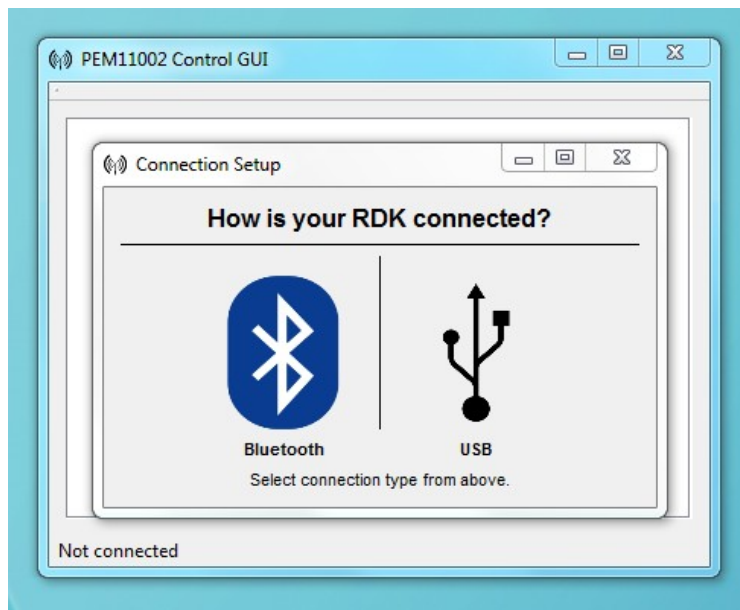 PEM11002 Control GUI
Connection Setup
How is your RDK connected?
Bluetooth
USB
Select connection type from above.
Not connected